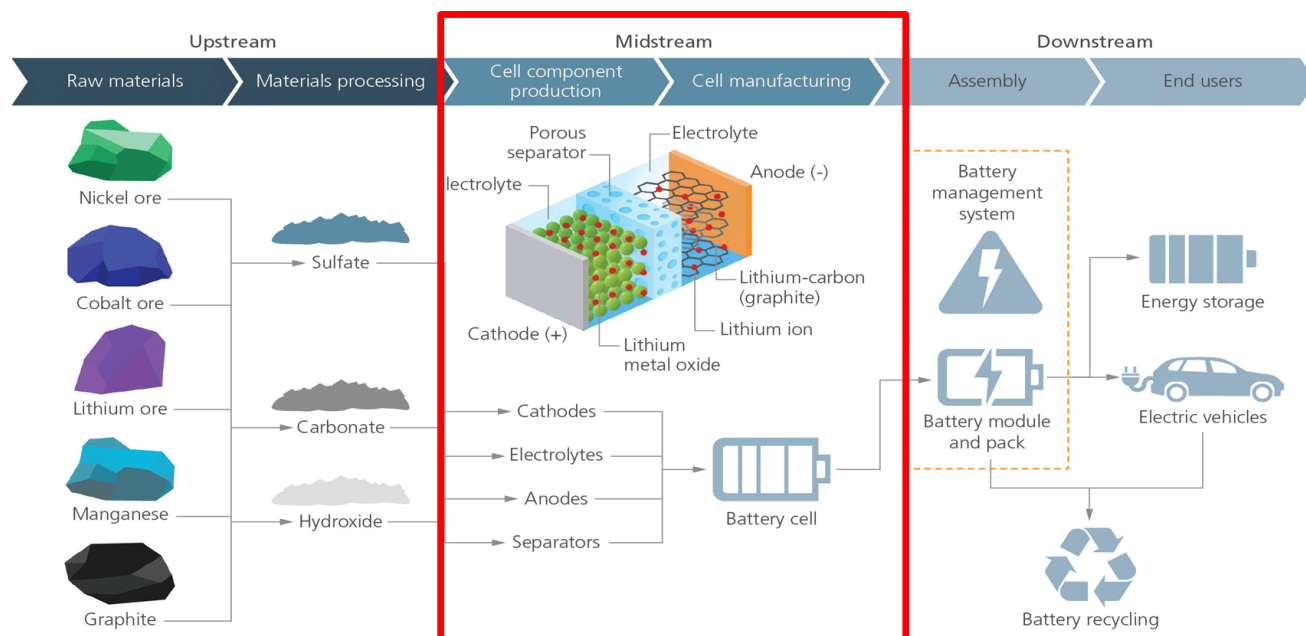 Upstream
Midstream
Downstream
Raw materials
Materials processing
Cell component
production
Cell manufacturing
Assembly
End users
Nickel ore
Cobalt ore
Lithium ore
Manganese
Graphite
Sulfate
Carbonate
Hydroxide
Porous
separator
Electrolyte
lectrolyte
Anode (-)
Lithium-carbon
(graphite)
Lithium ion
Cathode (+)
Lithium
metal oxide
Cathodes
Electrolytes
Anodes
Separators
Battery cell
Battery
management
system
Battery module
and pack
Energy storage
Electric vehicles
Battery recycling